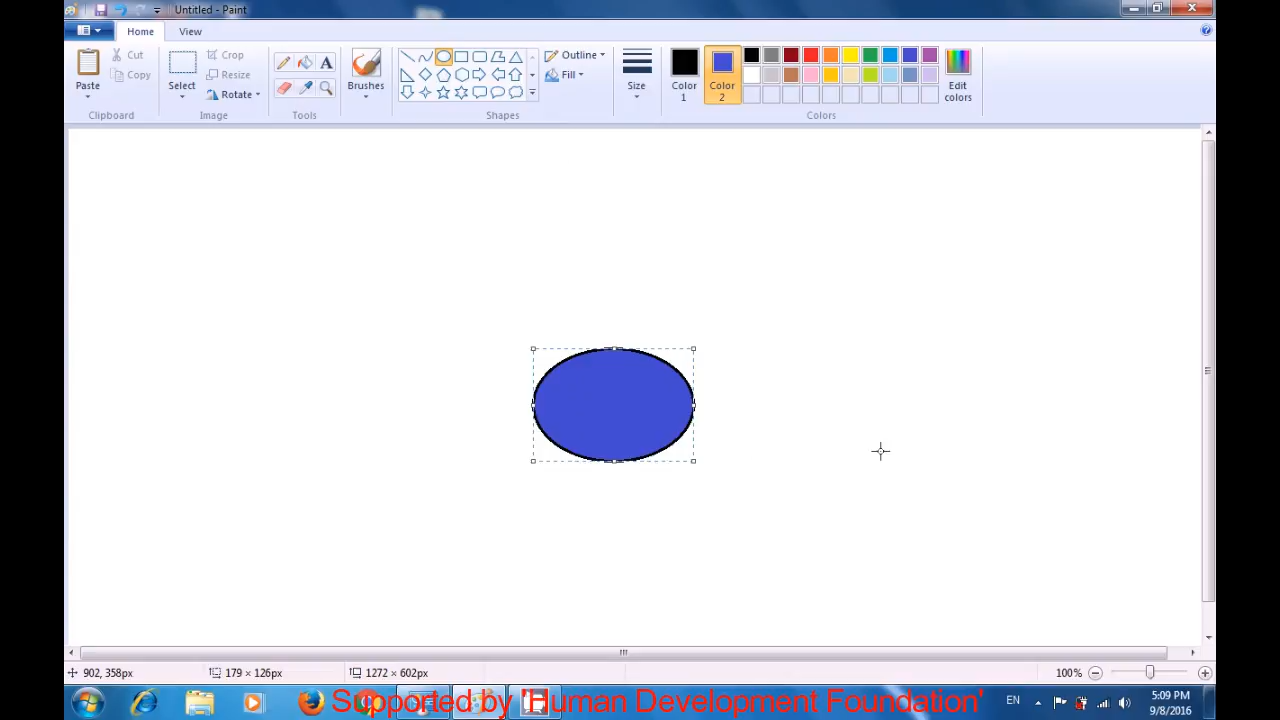 Untitled - Paint
Home View
Paste
Cut
Copy
Clipboard
Select
Crop
Resize
Rotate
Image
A
Tools
Brushes
Outline
Fill
Shapes
Size
Color 1
Color 2
Edit colors
Colors
902, 358px 179 × 126px 1272 × 602px 100%
Supported by 'Human Development Foundation'
EN
5:09 PM
9/8/2016